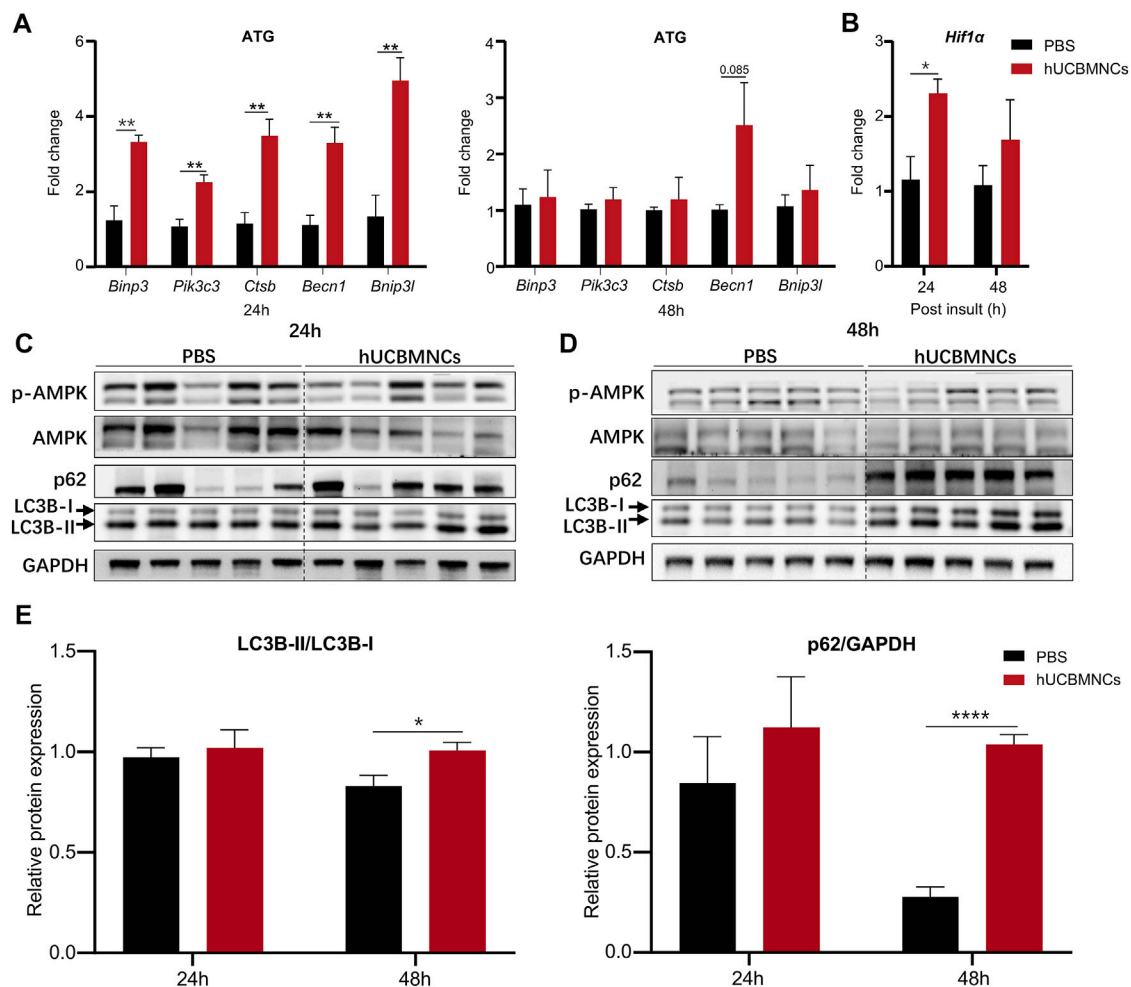 A
ATG
Fold change
6
4
2
0
**
**
**
**
**
Binp3 Pik3c3 Ctsb Becn1 Bnip3l
24h
ATG
Fold change
4
3
2
1
0
0.085
Binp3 Pik3c3 Ctsb Becn1 Bnip3l
48h
B
Hif1α
Fold change
3
2
1
0
*
24 48
Post insult (h)
PBS
hUCBMNCs
C
24h
PBS hUCBMNCs
p-AMPK
AMPK
p62
LC3B-I
LC3B-II
GAPDH
D
48h
PBS hUCBMNCs
p-AMPK
AMPK
p62
LC3B-I
LC3B-II
GAPDH
E
LC3B-II/LC3B-I
Relative protein expression
1.5
1.0
0.5
0.0
*
24h 48h
p62/GAPDH
Relative protein expression
1.5
1.0
0.5
0.0
****
24h 48h
PBS
hUCBMNCs